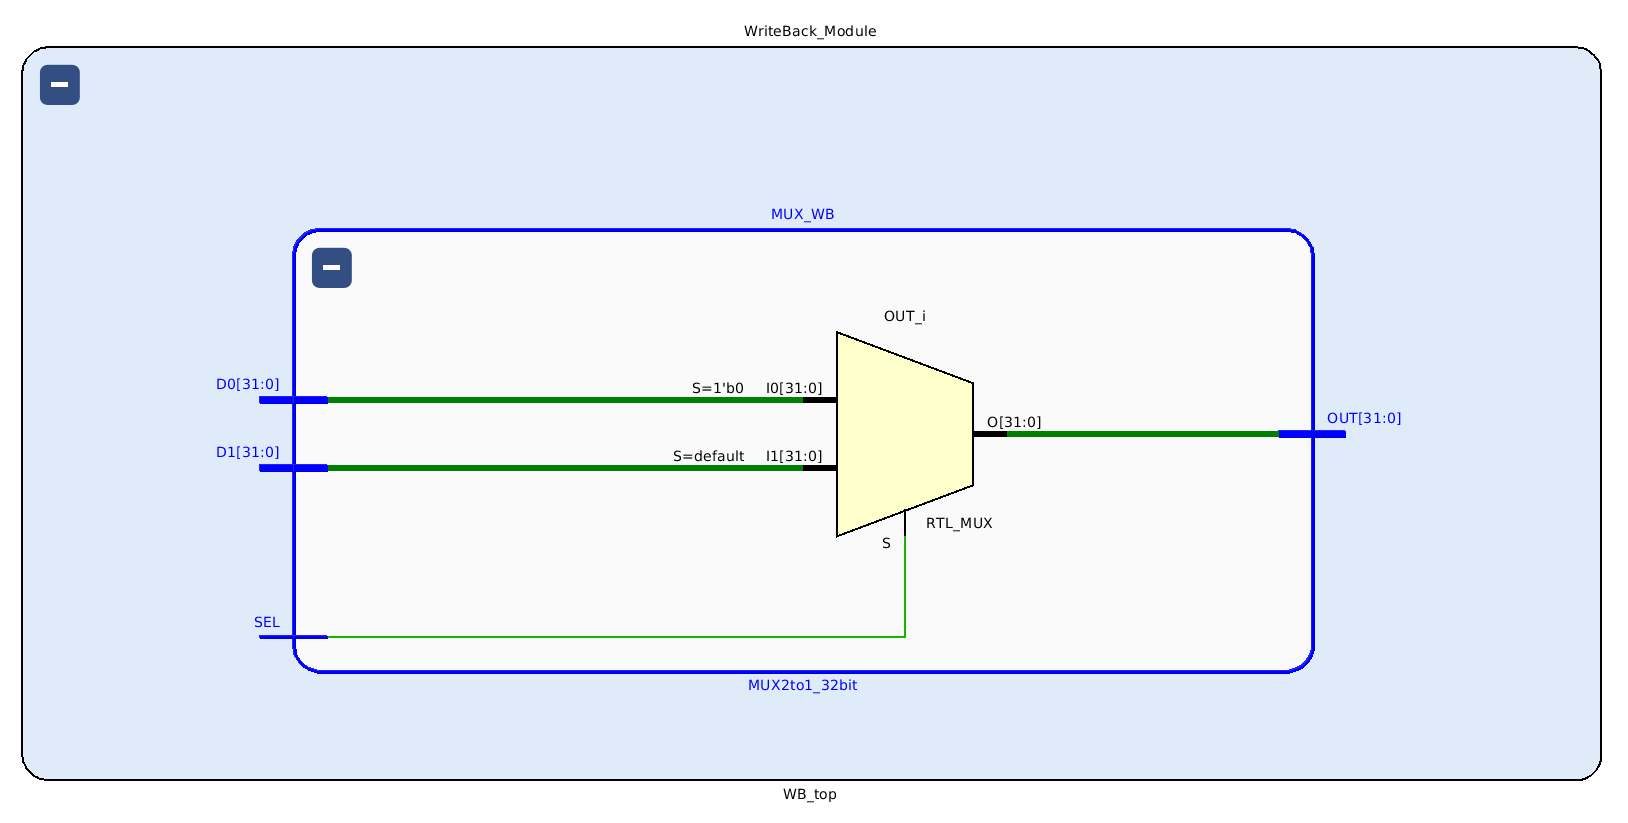 WriteBack_Module
MUX_WB
OUT_i
D0[31:0]
S=1'b0
I0[31:0]
O[31:0]
OUT[31:0]
D1[31:0]
S=default
I1[31:0]
RTL_MUX
S
SEL
MUX2to1_32bit
WB_top